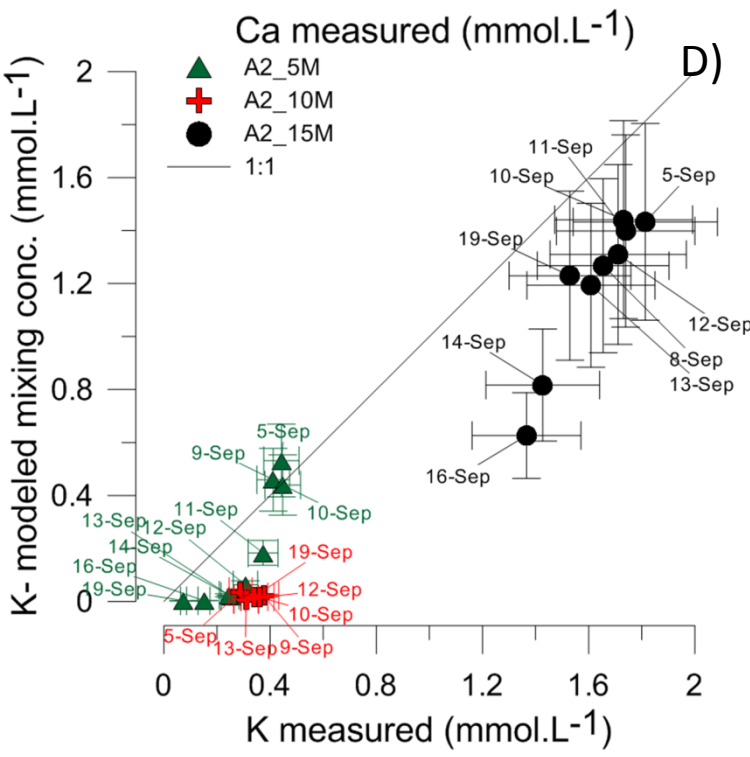 Ca measured (mmol.L-1)
D)
A2_5M
A2_10M
A2_15M
1:1
K- modeled mixing conc. (mmol.L-1)
2
1.6
1.2
0.8
0.4
0
11-Sep
10-Sep
5-Sep
19-Sep
12-Sep
8-Sep
13-Sep
14-Sep
16-Sep
5-Sep
9-Sep
10-Sep
11-Sep
13-Sep
12-Sep
14-Sep
16-Sep
19-Sep
19-Sep
12-Sep
10-Sep
5-Sep
13-Sep
9-Sep
0 0.4 0.8 1.2 1.6 2
K measured (mmol.L-1)